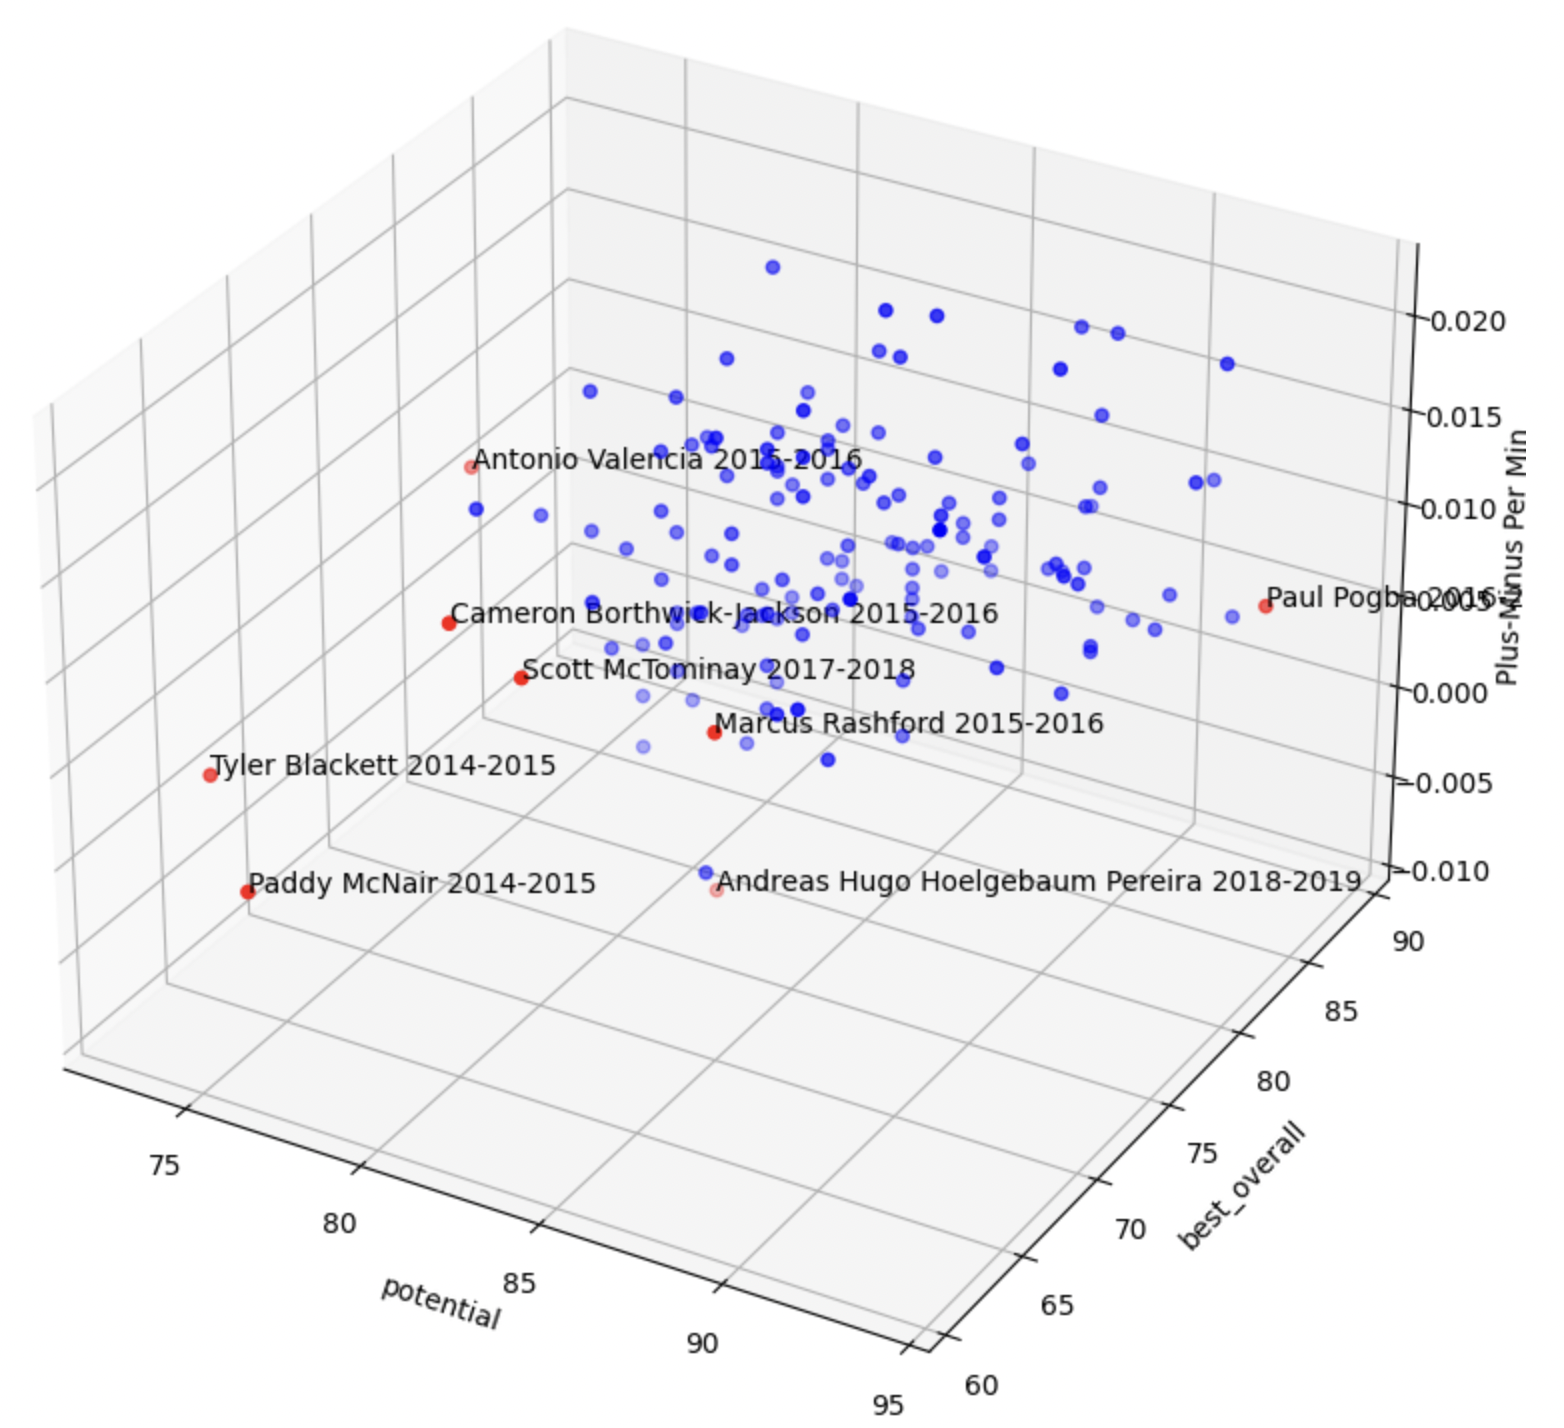 0.020
0.015
Antonio Valencia 2015-2016
0.010
Plus-Minus Per Min
Paul Pogba 2016-
0.005
Cameron Borthwick-Jackson 2015-2016
Scott McTominay 2017-2018
0.000
Marcus Rashford 2015-2016
Tyler Blackett 2014-2015
−0.005
Paddy McNair 2014-2015
Andreas Hugo Hoelgebaum Pereira 2018-2019
−0.010
90
85
80
75
70
65
60
best_overall
75
80
85
90
95
potential